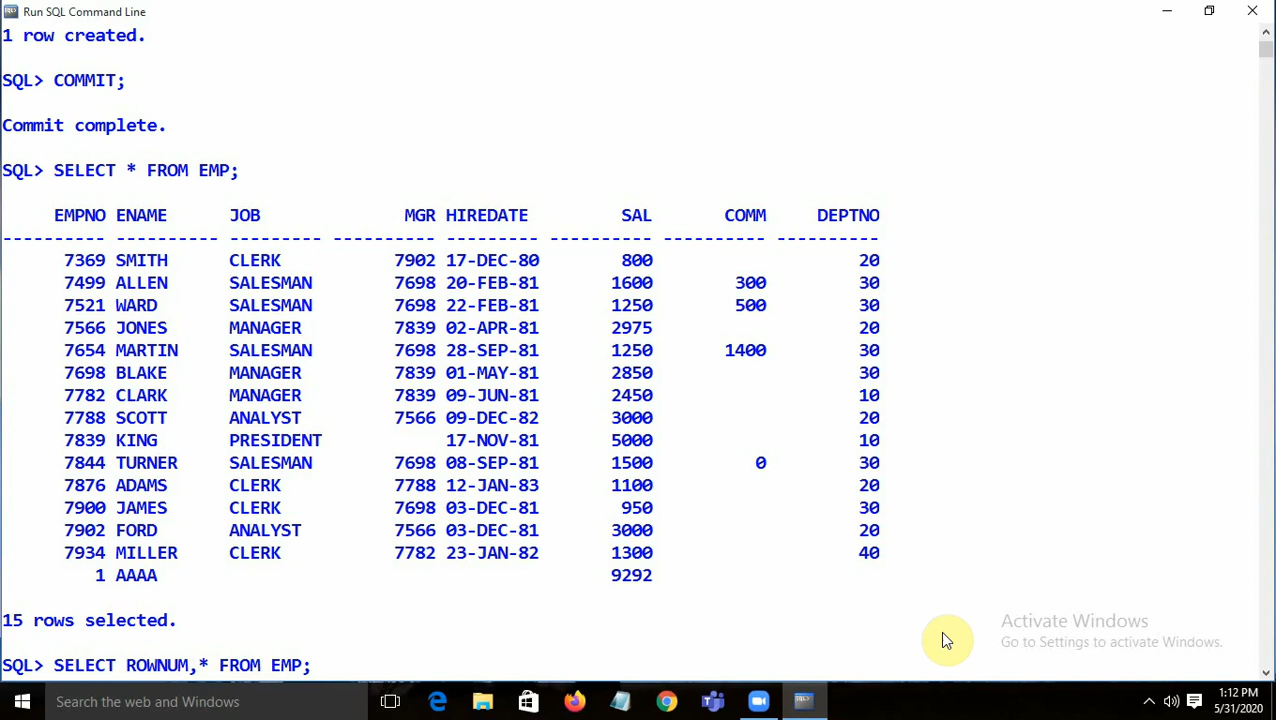 Run SQL Command Line
1 row created.
SQL> COMMIT;
Commit complete.
SQL> SELECT * FROM EMP;
EMPNO ENAME JOB MGR HIREDATE SAL COMM DEPTNO
---------- ---------- --------- ---------- --------- ---------- ---------- ----------
7369 SMITH CLERK 7902 17-DEC-80 800 20
7499 ALLEN SALESMAN 7698 20-FEB-81 1600 300 30
7521 WARD SALESMAN 7698 22-FEB-81 1250 500 30
7566 JONES MANAGER 7839 02-APR-81 2975 20
7654 MARTIN SALESMAN 7698 28-SEP-81 1250 1400 30
7698 BLAKE MANAGER 7839 01-MAY-81 2850 30
7782 CLARK MANAGER 7839 09-JUN-81 2450 10
7788 SCOTT ANALYST 7566 09-DEC-82 3000 20
7839 KING PRESIDENT 17-NOV-81 5000 10
7844 TURNER SALESMAN 7698 08-SEP-81 1500 0 30
7876 ADAMS CLERK 7788 12-JAN-83 1100 20
7900 JAMES CLERK 7698 03-DEC-81 950 30
7902 FORD ANALYST 7566 03-DEC-81 3000 20
7934 MILLER CLERK 7782 23-JAN-82 1300 40
1 AAAA 9292
15 rows selected.
Activate Windows
Go to Settings to activate Windows.
SQL> SELECT ROWNUM,* FROM EMP;
Search the web and Windows
1:12 PM
5/31/2020